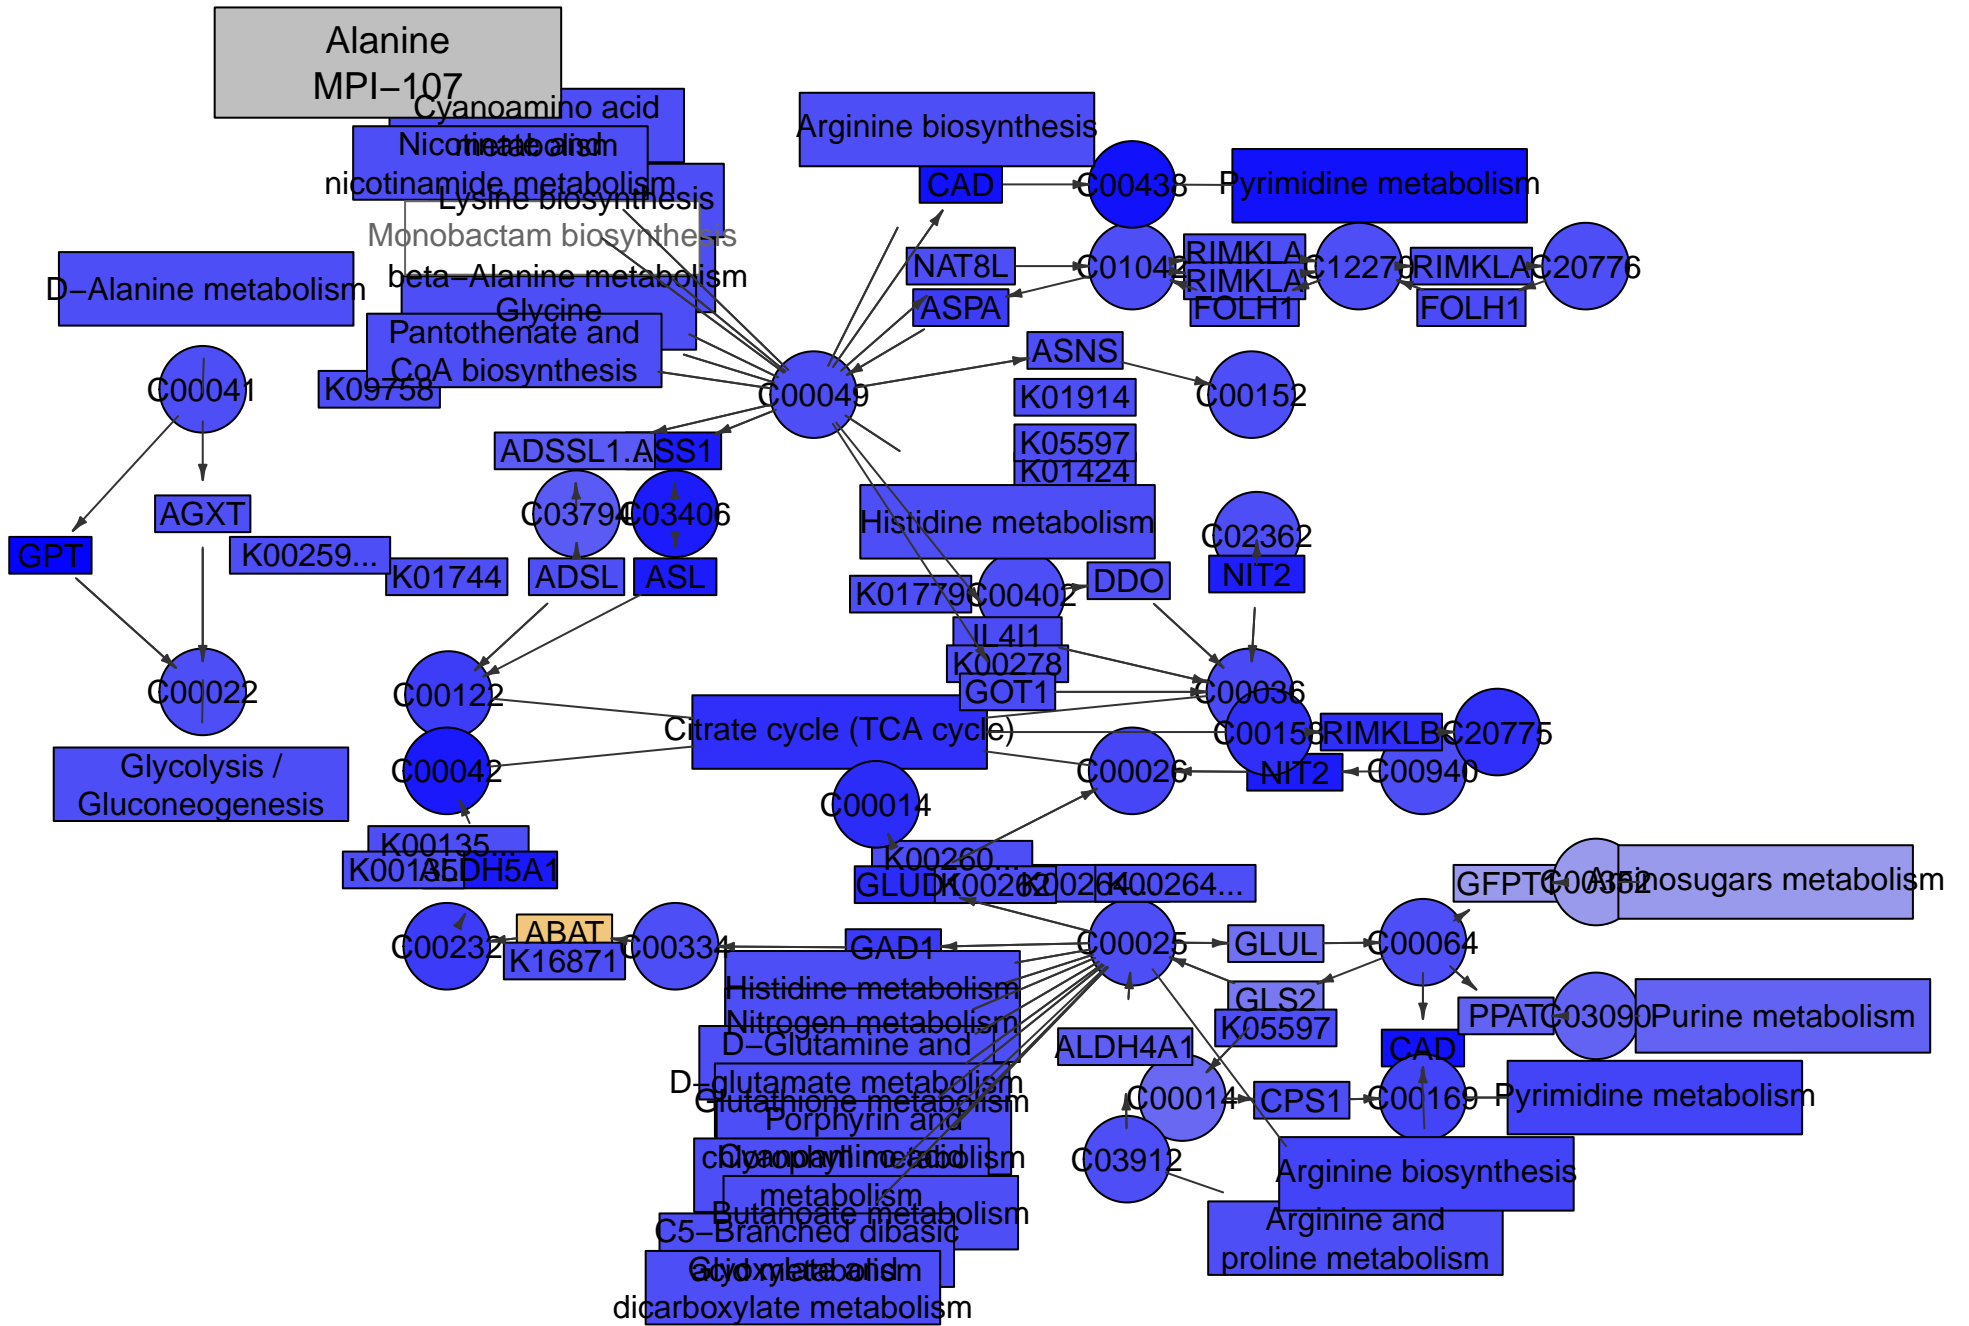 Alanine
MPI−107
Cyanoamino acid
metabolism
Nicotinate and
nicotinamide metabolism
Lysine biosynthesis
Monobactam biosynthesis
beta−Alanine metabolism
Glycine
Pantothenate and
CoA biosynthesis
D−Alanine metabolism
Arginine biosynthesis
CAD
C00438
Pyrimidine metabolism
NAT8L
ASPA
RIMKLA
RIMKLA
FOLH1
C12270
RIMKLA
FOLH1
C20776
C00041
K09758
C00049
ASNS
K01914
K05597
K01424
C00152
ADSSL1...
ASS1
C03794
C03406
AGXT
GPT
K00259...
K01744
ADSL
ASL
Histidine metabolism
C02362
NIT2
K01779
C00402
DDO
IL4I1
K00278
GOT1
C00036
C00022
C00122
Citrate cycle (TCA cycle)
C00158
RIMKLB
C20775
C00042
C00026
NIT2
C00940
Glycolysis /
Gluconeogenesis
C00014
K00135...
K00135
ALDH5A1
K00260...
GLUD1
K00262
K00264...
K00264...
GFPT1
C00352
Aminosugars metabolism
C00232
ABAT
K16871
C00334
GAD1
C00025
GLUL
C00064
GLS2
K05597
PPAT
C03090
Purine metabolism
Histidine metabolism
Nitrogen metabolism
D−Glutamine and
D−glutamate metabolism
Glutathione metabolism
Porphyrin and
chlorophyll metabolism
Cyanoamino acid
metabolism
Butanoate metabolism
C5−Branched dibasic
acid metabolism
Glyoxylate and
dicarboxylate metabolism
ALDH4A1
CAD
C00014
CPS1
C00169
Pyrimidine metabolism
C03912
Arginine biosynthesis
Arginine and
proline metabolism